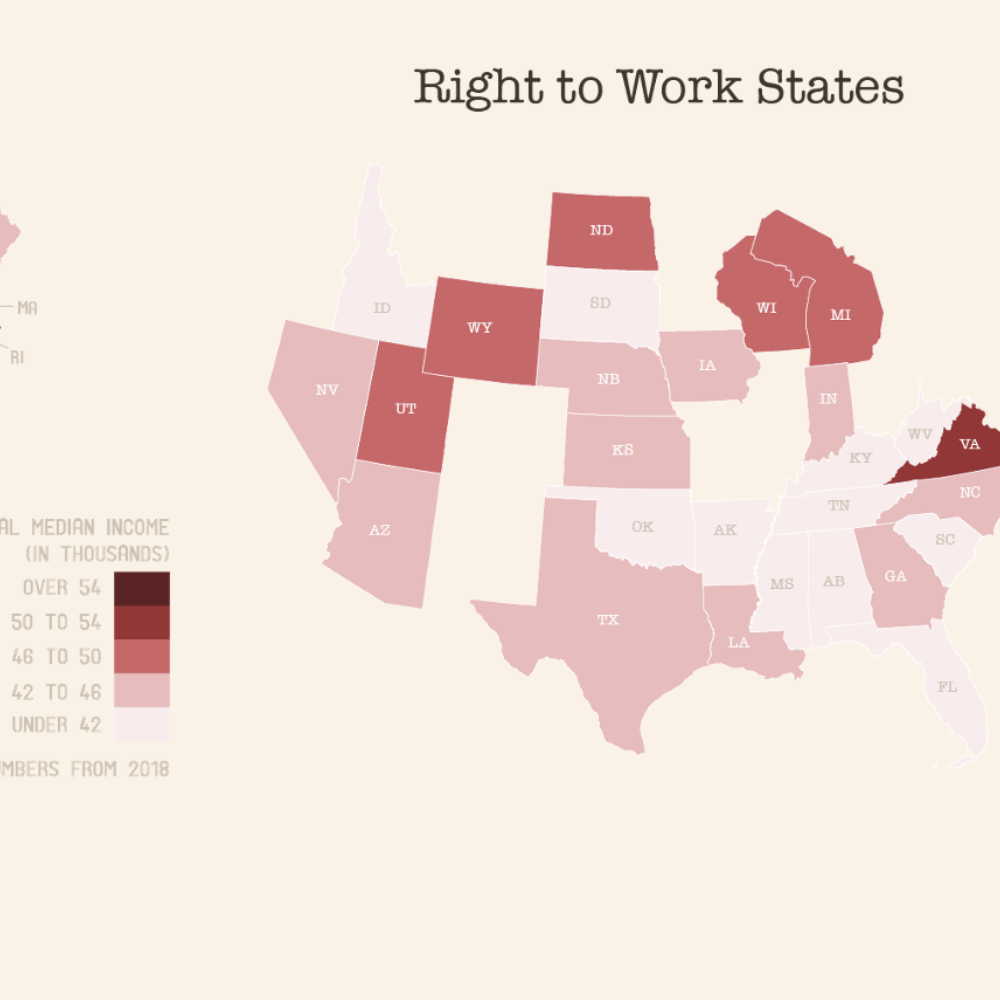 Right to Work States
MA
RI
ND
ID
SD
WY
WI
MI
NV
UT
NB
IA
IN
WV
VA
KS
KY
NC
AZ
TN
OK
AK
SC
MS
AB
GA
TX
LA
FL
AL MEDIAN INCOME
(IN THOUSANDS)
OVER 54
50 TO 54
46 TO 50
42 TO 46
UNDER 42
MBERS FROM 2018